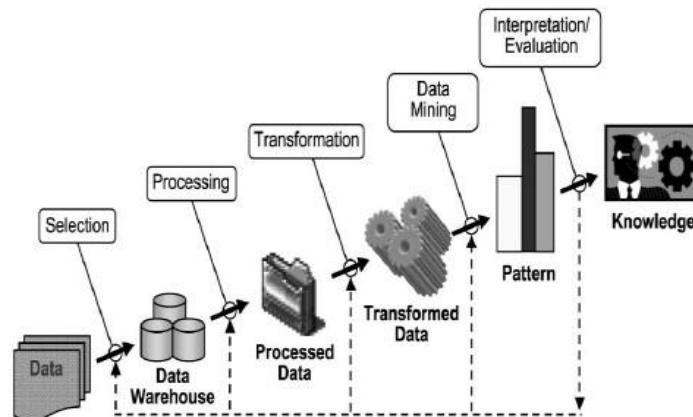 Interpretation/
Evaluation
Data
Mining
Transformation
Processing
Selection
Data
Data
Warehouse
Processed
Data
Transformed
Data
Pattern
Knowledge